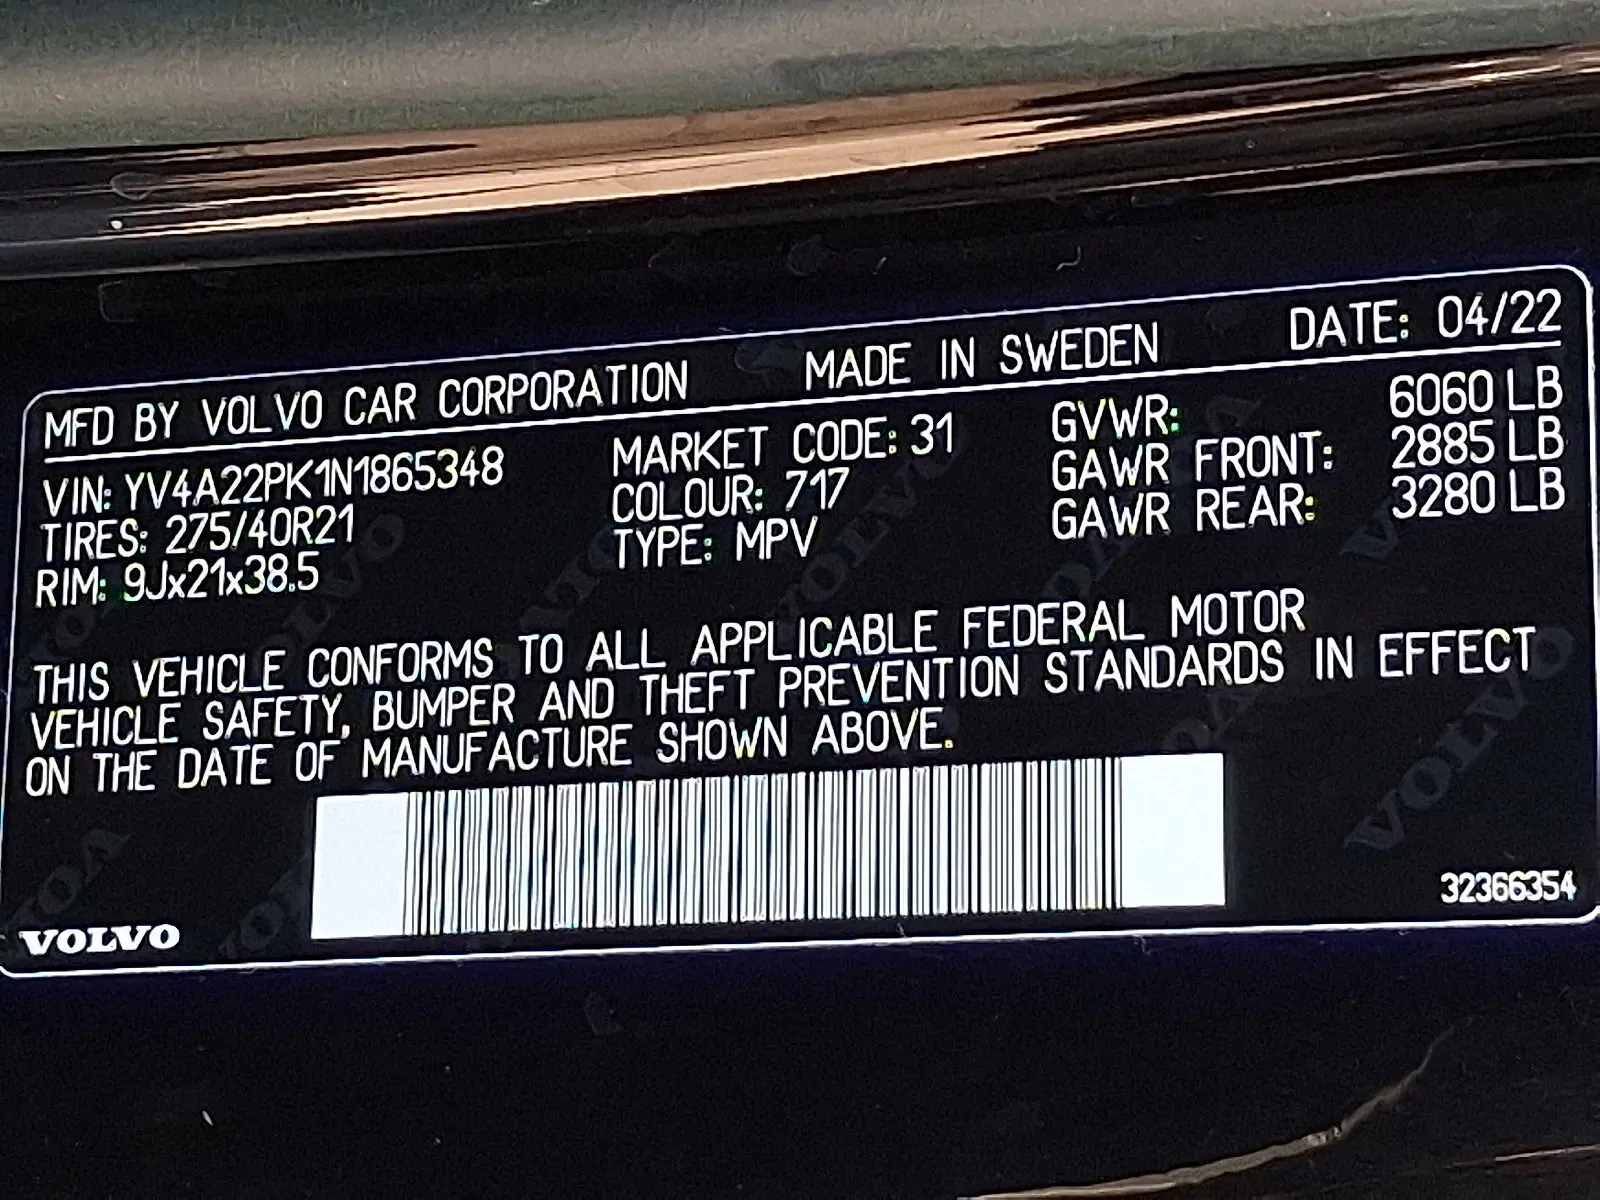 MFD BY VOLVO CAR CORPORATION MADE IN SWEDEN DATE: 04/22
VIN: YV4A22PK1N1865348 MARKET CODE: 31 GVWR: 6060 LB
TIRES: 275/40R21 COLOUR: 717 GAWR FRONT: 2885 LB
RIM: 9Jx21x38.5 TYPE: MPV GAWR REAR: 3280 LB
THIS VEHICLE CONFORMS TO ALL APPLICABLE FEDERAL MOTOR
VEHICLE SAFETY, BUMPER AND THEFT PREVENTION STANDARDS IN EFFECT
ON THE DATE OF MANUFACTURE SHOWN ABOVE.
VOLVO 32366354